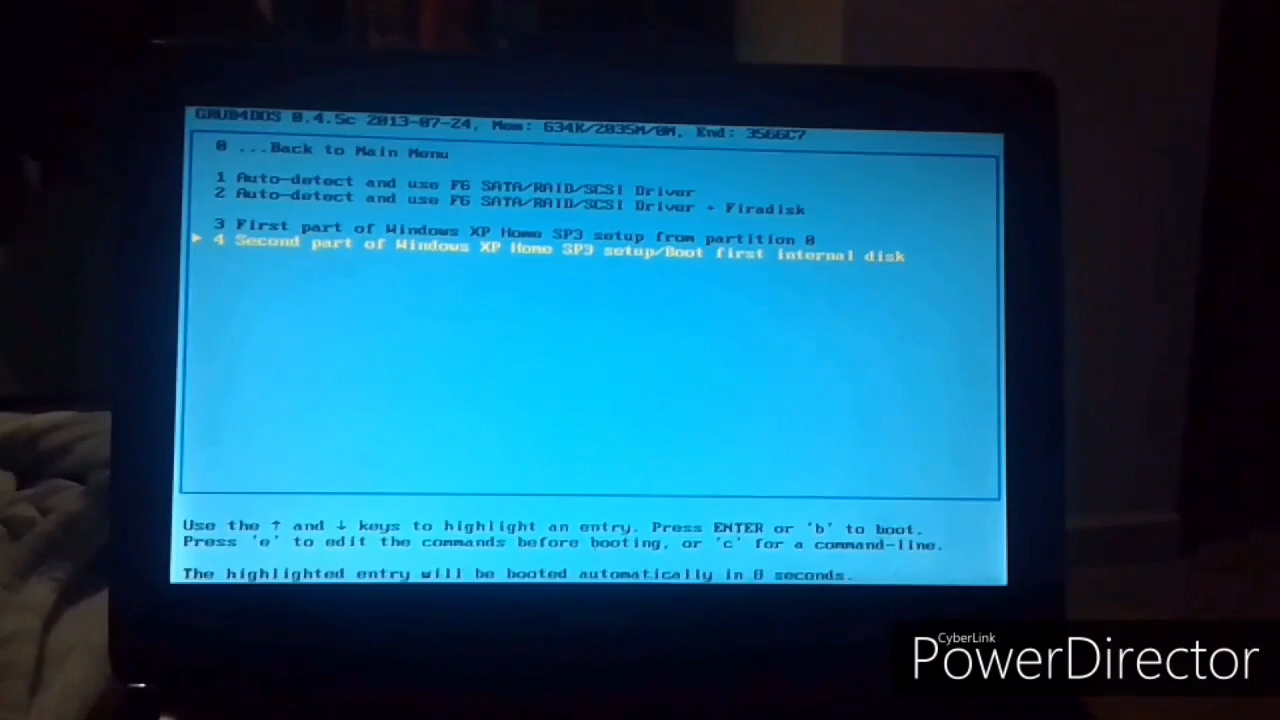 GRUB4DOS 0.4.5c 2013-07-24, Mem: 634K/2035M/0M, End: 3566C7
0 ...Back to Main Menu
1 Auto-detect and use F6 SATA/RAID/SCSI Driver
2 Auto-detect and use F6 SATA/RAID/SCSI Driver + Firadisk
3 First part of Windows XP Home SP3 setup from partition 0
4 Second part of Windows XP Home SP3 setup/Boot first internal disk
Use the ↑ and ↓ keys to highlight an entry. Press ENTER or 'b' to boot.
Press 'e' to edit the commands before booting, or 'c' for a command-line.
The highlighted entry will be booted automatically in 8 seconds.
CyberLink
PowerDirector